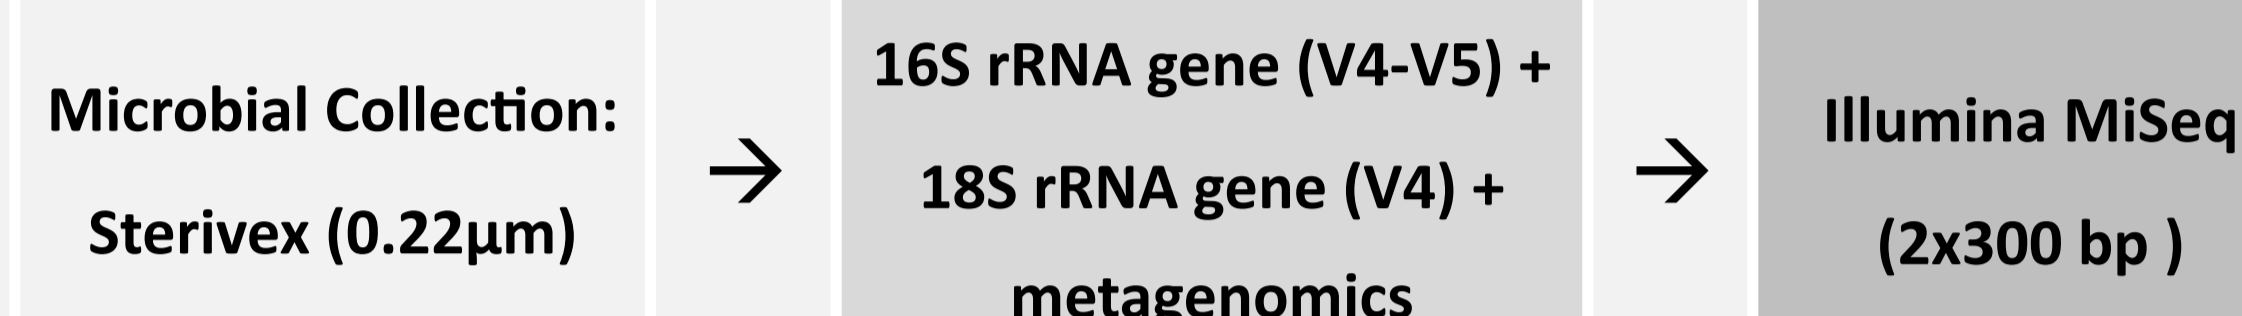 Microbial Collection:
Sterivex (0.22µm)
→
16S rRNA gene (V4-V5) +
18S rRNA gene (V4) +
metagenomics
→
Illumina MiSeq
(2x300 bp )